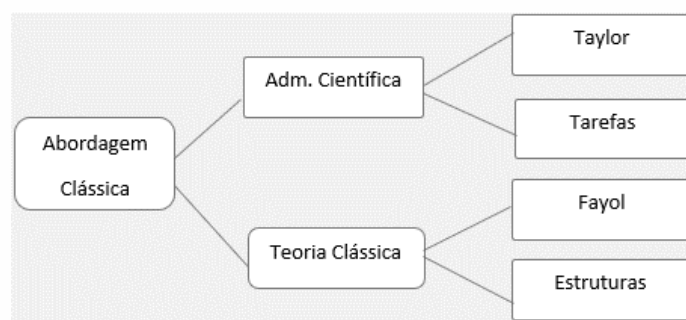 Abordagem
Clássica
Adm. Científica
Taylor
Tarefas
Teoria Clássica
Fayol
Estruturas